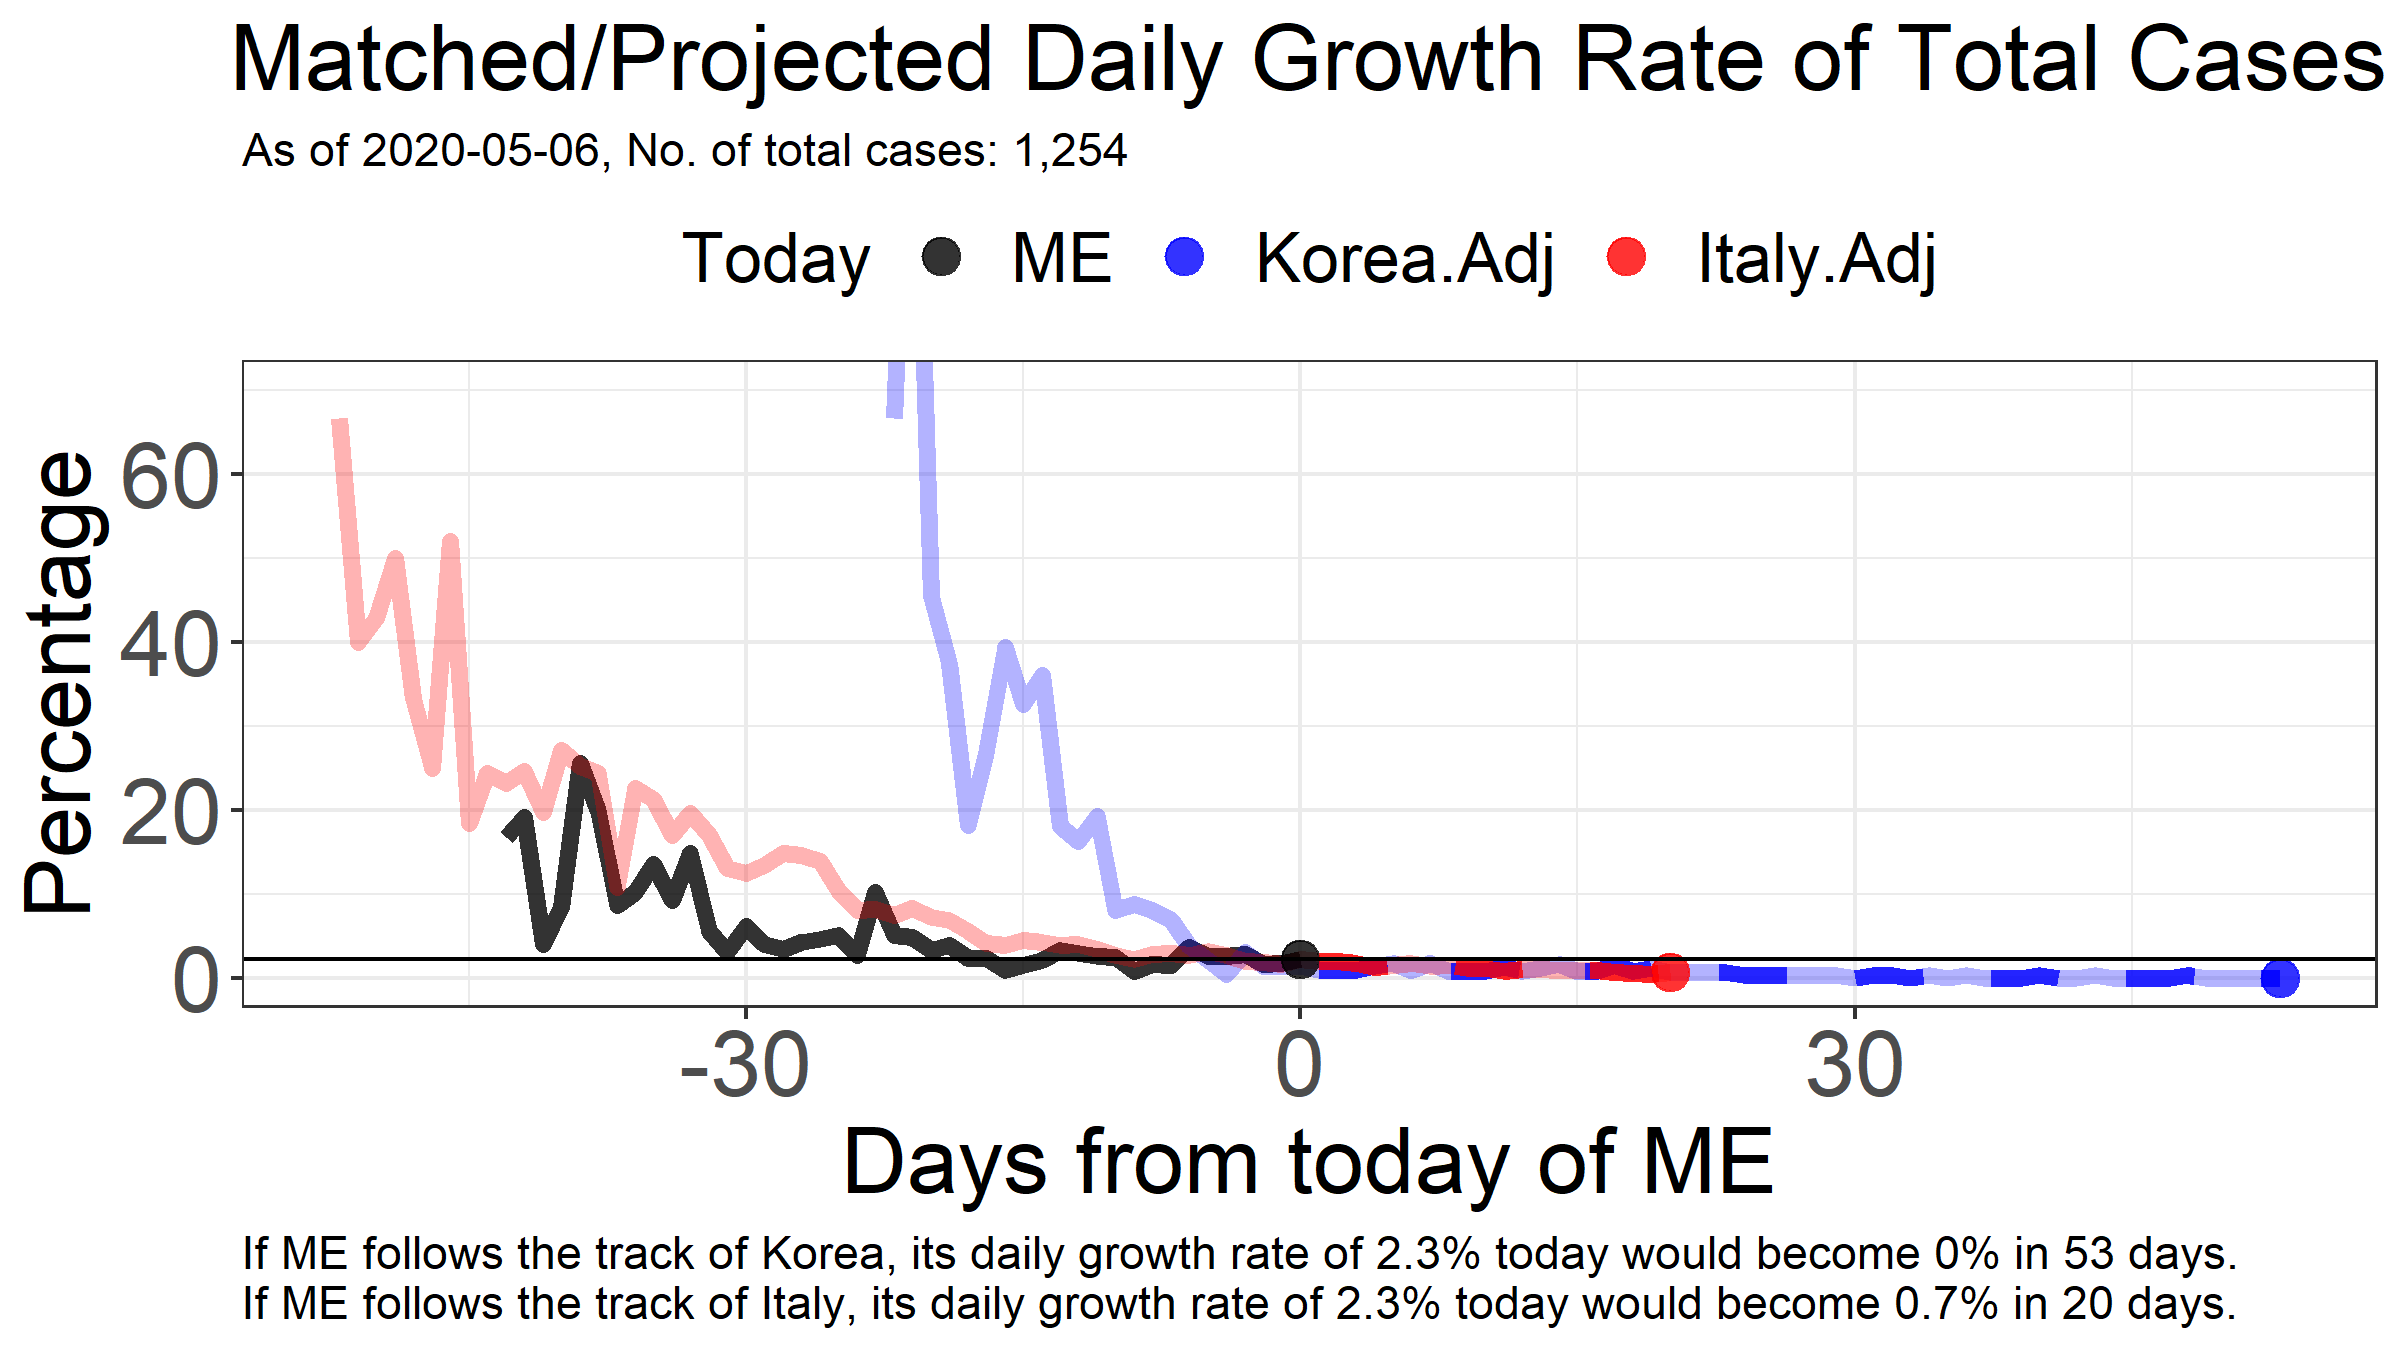 Matched/Projected Daily Growth Rate of Total Cases
As of 2020-05-06, No. of total cases: 1,254
Today ME Korea.Adj Italy.Adj
Percentage
60
40
20
0
-30 0 30
Days from today of ME
If ME follows the track of Korea, its daily growth rate of 2.3% today would become 0% in 53 days.
If ME follows the track of Italy, its daily growth rate of 2.3% today would become 0.7% in 20 days.